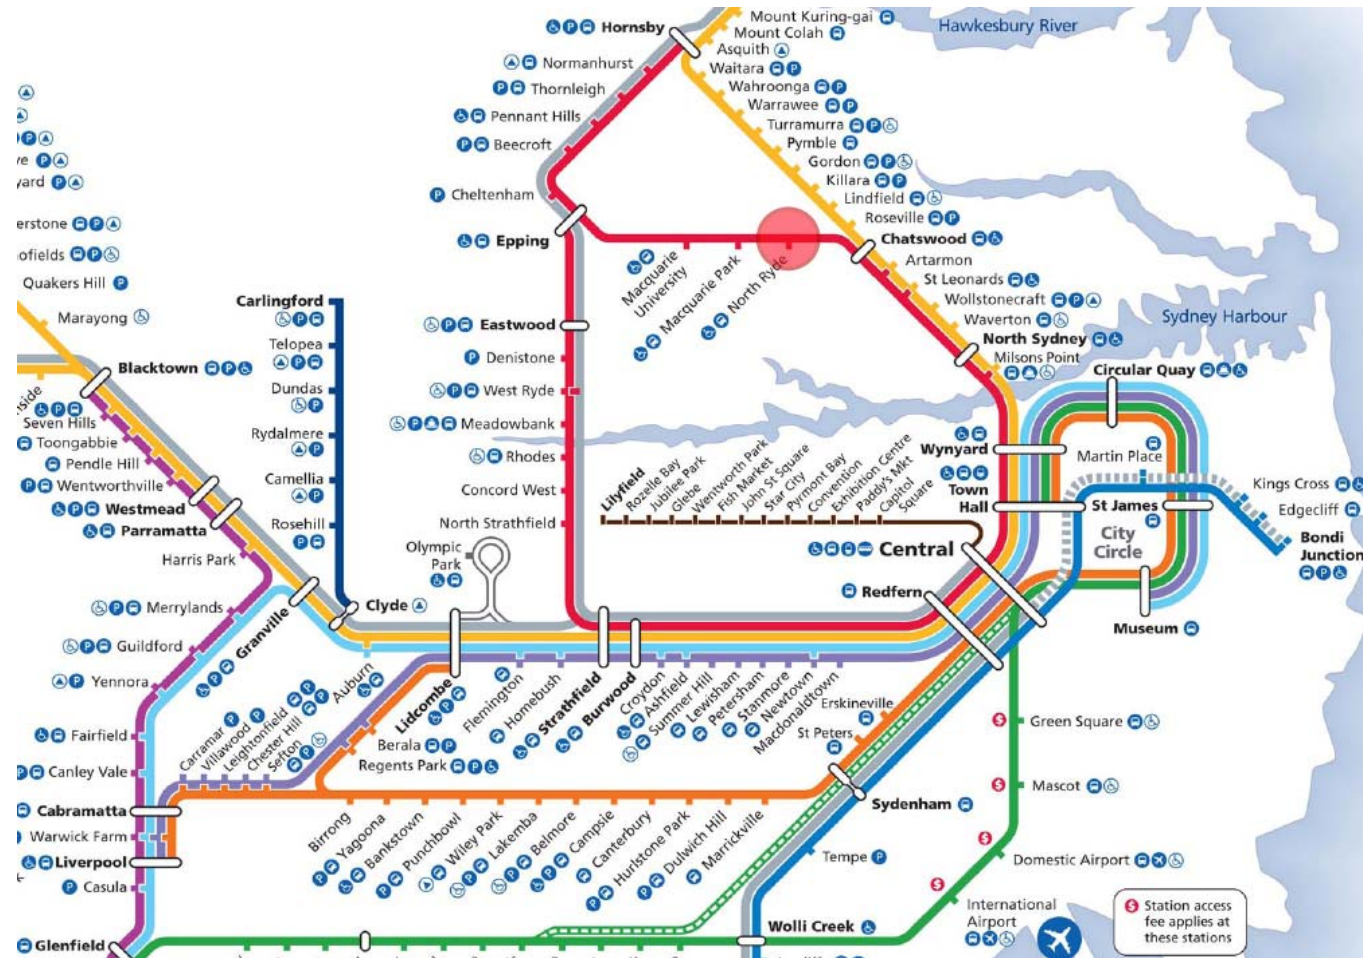 Hornsby
Normanhurst
Thornleigh
Pennant Hills
Beecroft
Cheltenham
Epping
Mount Kuring-gai
Mount Colah
Asquith
Waitara
Wahroonga
Warrawee
Turramurra
Pymble
Gordon
Killara
Lindfield
Roseville
Chatswood
Artarmon
St Leonards
Wollstonecraft
Waverton
North Sydney
Milsons Point
Hawkesbury River
Sydney Harbour
Macquarie
University
Macquarie Park
North Ryde
Quakers Hill
Marayong
Blacktown
Seven Hills
Toongabbie
Pendle Hill
Wentworthville
Westmead
Parramatta
Harris Park
Merrylands
Guildford
Yennora
Fairfield
Canley Vale
Cabramatta
Warwick Farm
Liverpool
Casula
Glenfield
Carlingford
Telopea
Dundas
Rydalmere
Camellia
Rosehill
Clyde
Granville
Auburn
Eastwood
Denistone
West Ryde
Meadowbank
Rhodes
Concord West
North Strathfield
Olympic
Park
Lilyfield
Rozelle Bay
Jubilee Park
Glebe
Wentworth Park
Fish Market
John St Square
Star City
Pyrmont Bay
Convention
Exhibition Centre
Paddy's Mkt
Capitol
Square
Central
Redfern
Wynyard
Town
Hall
Circular Quay
Martin Place
St James
City
Circle
Museum
Kings Cross
Edgecliff
Bondi
Junction
Lidcombe
Flemington
Homebush
Strathfield
Burwood
Croydon
Ashfield
Summer Hill
Lewisham
Petersham
Stanmore
Newtown
Macdonaldtown
Carramar
Villawood
Leightonfield
Chester Hill
Sefton
Berala
Regents Park
Birrong
Yagoona
Bankstown
Punchbowl
Wiley Park
Lakemba
Belmore
Campsie
Canterbury
Hurlstone Park
Dulwich Hill
Marrickville
Erskineville
St Peters
Sydenham
Tempe
Wolli Creek
Green Square
Mascot
Domestic Airport
International
Airport
$ Station access
fee applies at
these stations